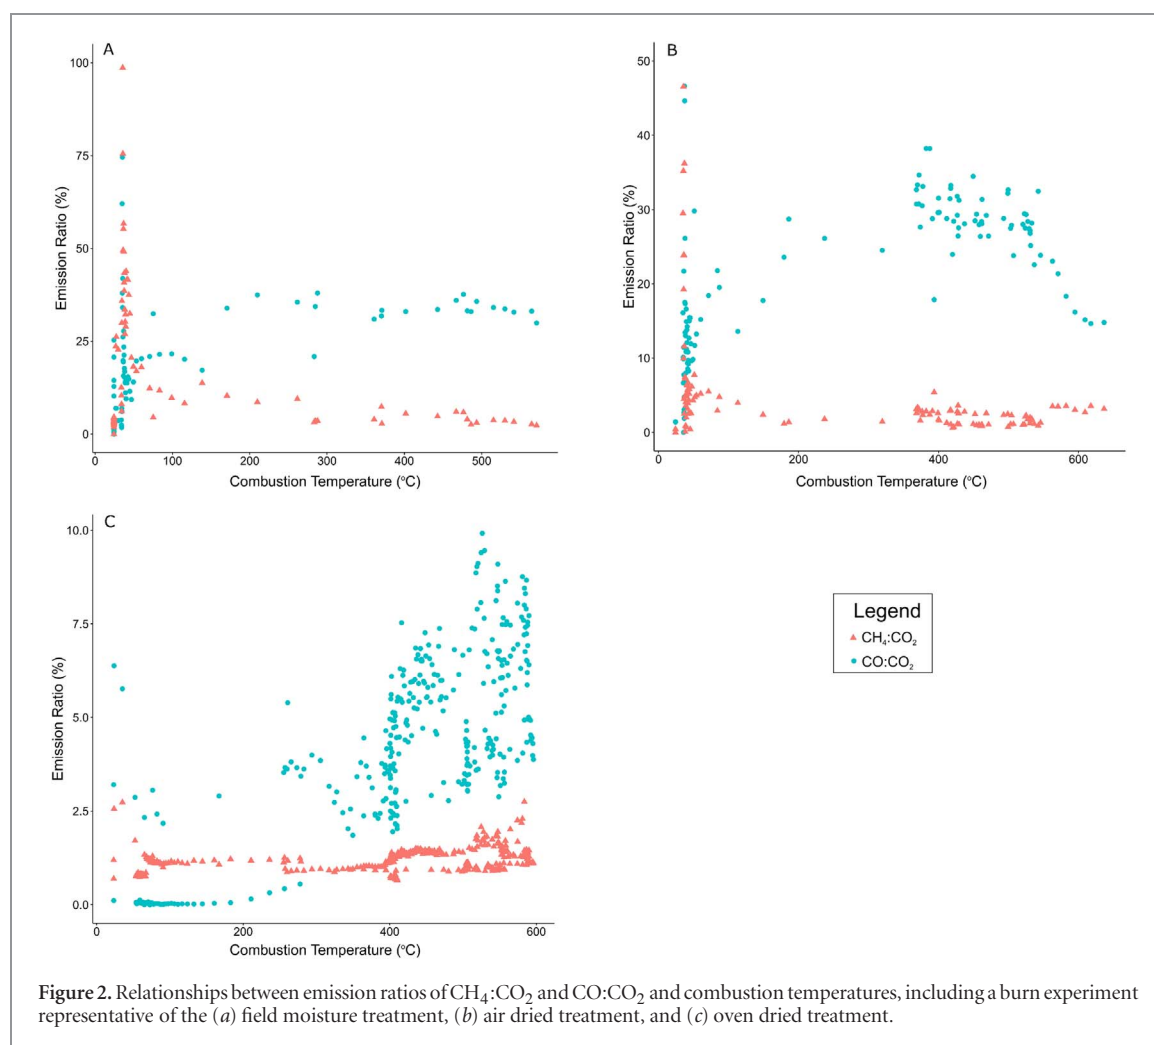 A
100
75
50
25
0
Emission Ratio (%)
0 100 200 300 400 500
Combustion Temperature (°C)
B
50
40
30
20
10
0
Emission Ratio (%)
0 200 400 600
Combustion Temperature (°C)
C
10.0
7.5
5.0
2.5
0.0
Emission Ratio (%)
0 400 600
Combustion Temperature (°C)
Legend
CH₄:CO₂
CO:CO₂
Figure 2. Relationships between emission ratios of CH₄:CO₂ and CO:CO₂ and combustion temperatures, including a burn experiment
representative of the (a) field moisture treatment, (b) air dried treatment, and (c) oven dried treatment.